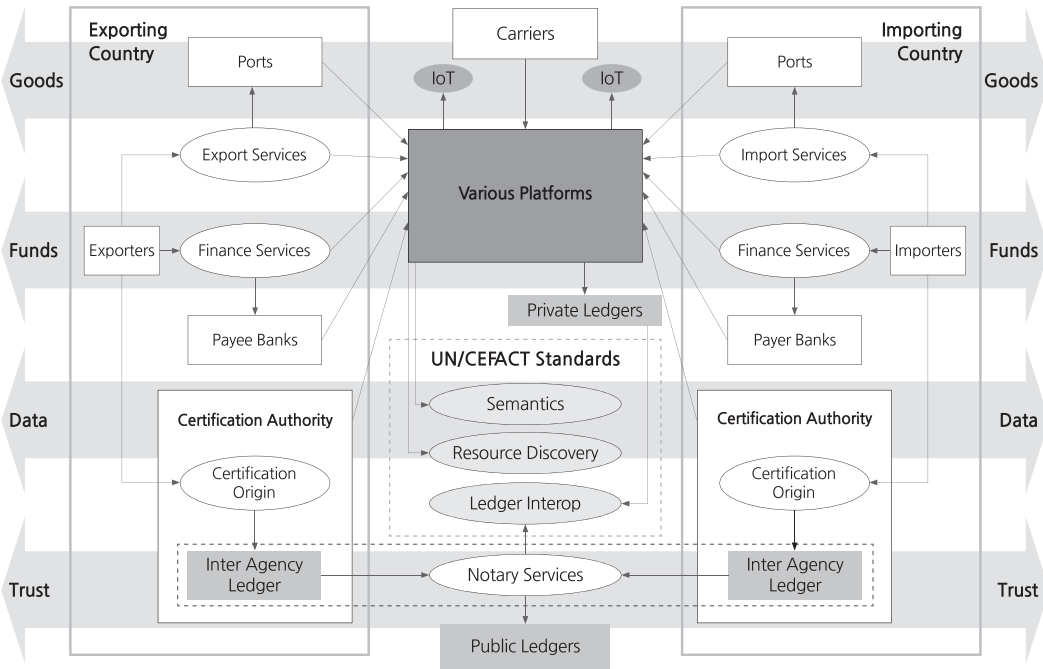 Exporting
Country
Carriers
Importing
Country
Goods
Ports
IoT
IoT
Ports
Goods
Export Services
Various Platforms
Import Services
Funds
Exporters
Finance Services
Finance Services
Importers
Funds
Private Ledgers
Payee Banks
Payer Banks
UN/CEFACT Standards
Semantics
Data
Certification Authority
Certification Authority
Data
Resource Discovery
Certification
Origin
Ledger Interop
Certification
Origin
Trust
Inter Agency
Ledger
Notary Services
Inter Agency
Ledger
Trust
Public Ledgers